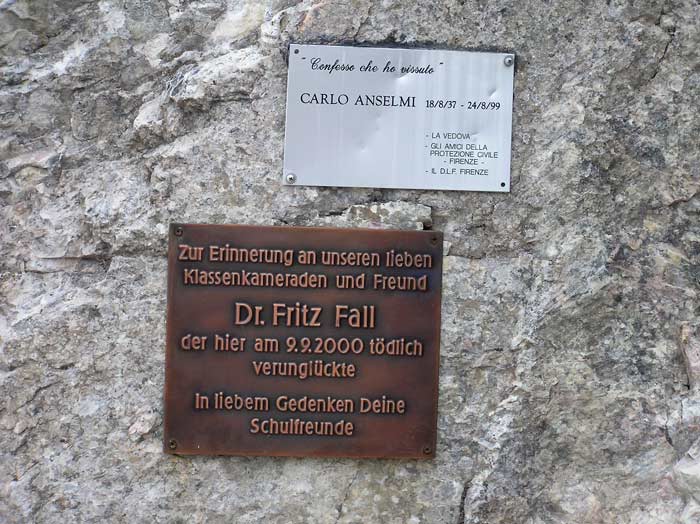 "Confesso che ho vissuto"
CARLO ANSELMI 18/8/37 - 24/8/99
- LA VEDOVA
- GLI AMICI DELLA
PROTEZIONE CIVILE
- FIRENZE -
- IL D.L.F. FIRENZE
Zur Erinnerung an unseren lieben
Klassenkameraden und Freund
Dr. Fritz Fall
der hier am 9.9.2000 tödlich
verunglückte
In liebem Gedenken Deine
Schulfreunde